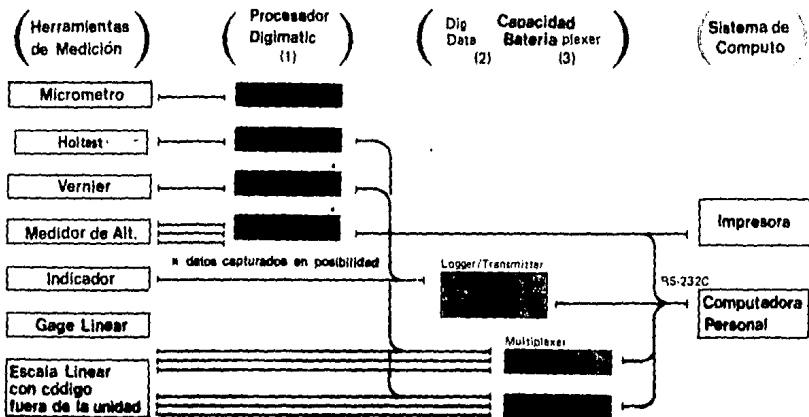 Herramientas
de Medición
Procesador
Digimatic
(1)
Dig Capacidad
Data Bateria plexer
(2) (3)
Sistema de
Computo
Micrometro
Holtest
Vernier
Medidor de Alt.
* datos capturados en posibilidad
Indicador
Gage Linear
Escala Linear
con código
fuera de la unidad
Logger/Transmitter
Multiplexer
RS-232C
Impresora
Computadora
Personal